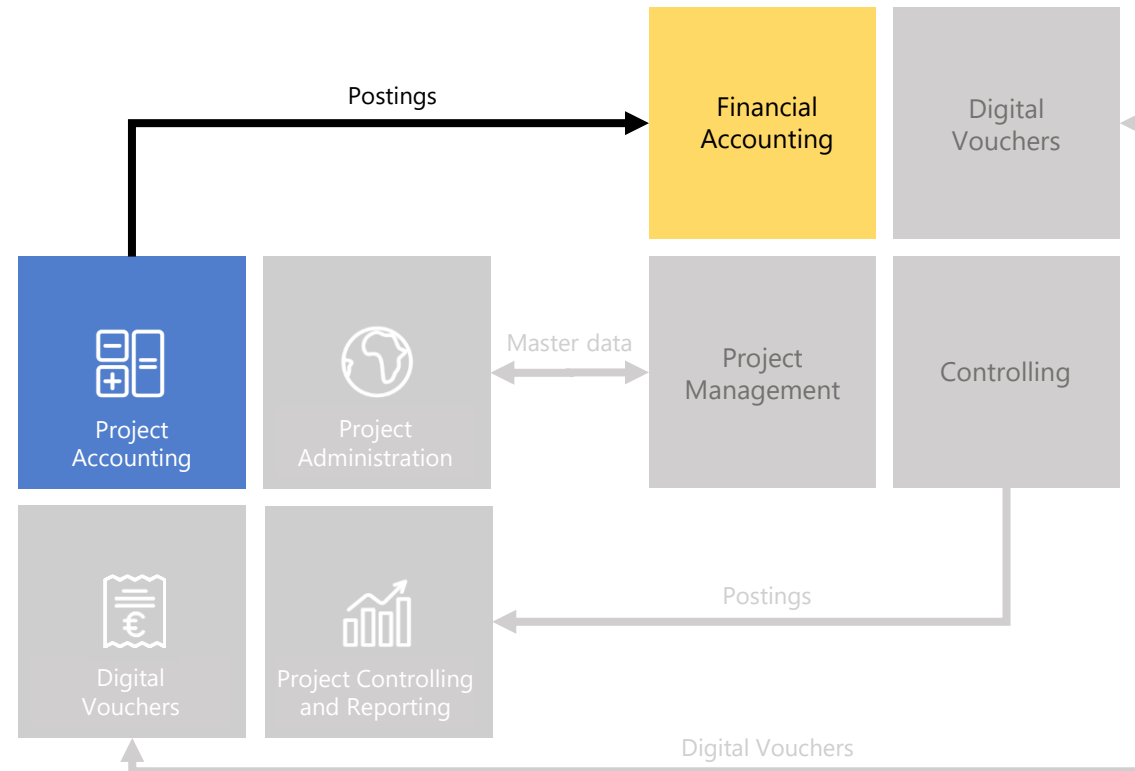 Postings
Financial
Accounting
Digital
Vouchers
Project
Accounting
Project
Administration
Master data
Project
Management
Controlling
€
Digital
Vouchers
Project Controlling
and Reporting
Postings
Digital Vouchers